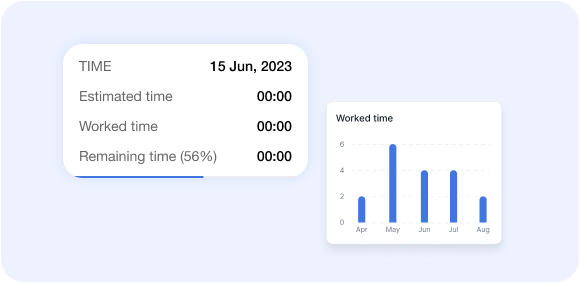 TIME 15 Jun, 2023
Estimated time 00:00
Worked time 00:00
Remaining time (56%) 00:00
Worked time
6
4
2
0
Apr May Jun Jul Aug